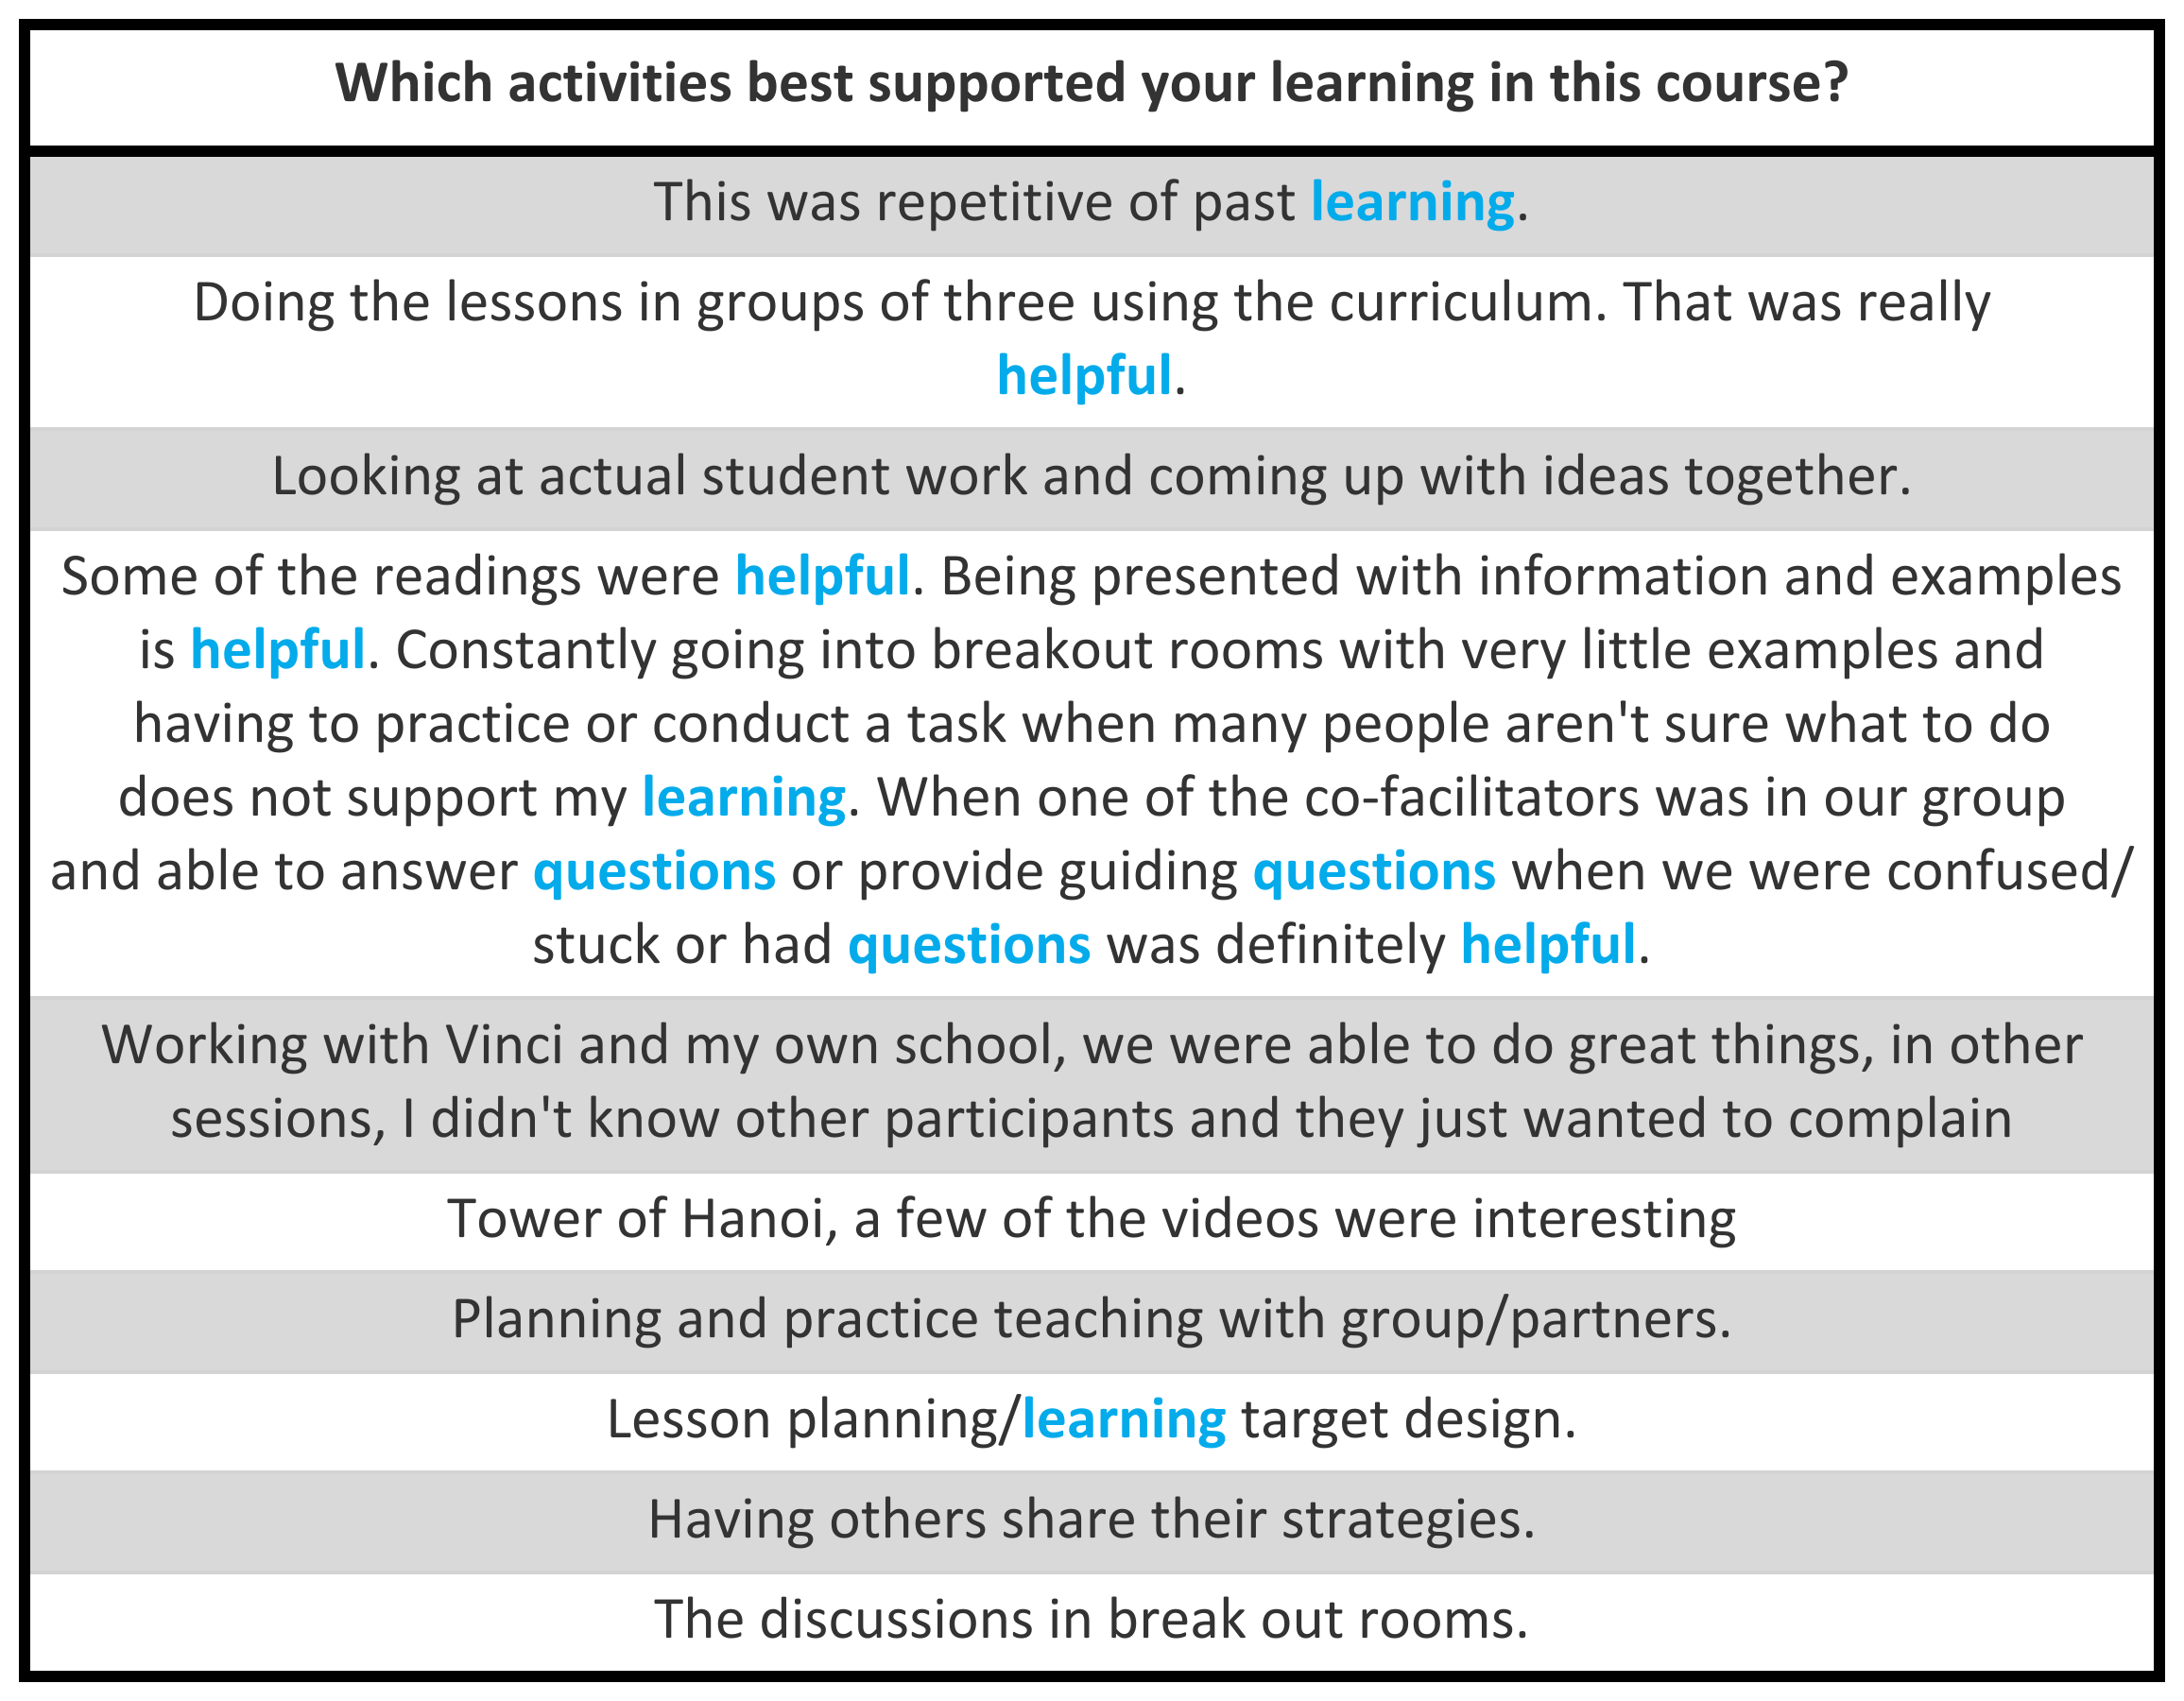 Which activities best supported your learning in this course?
This was repetitive of past learning.
Doing the lessons in groups of three using the curriculum. That was really
helpful.
Looking at actual student work and coming up with ideas together.
Some of the readings were helpful. Being presented with information and examples
is helpful. Constantly going into breakout rooms with very little examples and
having to practice or conduct a task when many people aren't sure what to do
does not support my learning. When one of the co-facilitators was in our group
and able to answer questions or provide guiding questions when we were confused/
stuck or had questions was definitely helpful.
Working with Vinci and my own school, we were able to do great things, in other
sessions, I didn't know other participants and they just wanted to complain
Tower of Hanoi, a few of the videos were interesting
Planning and practice teaching with group/partners.
Lesson planning/learning target design.
Having others share their strategies.
The discussions in break out rooms.